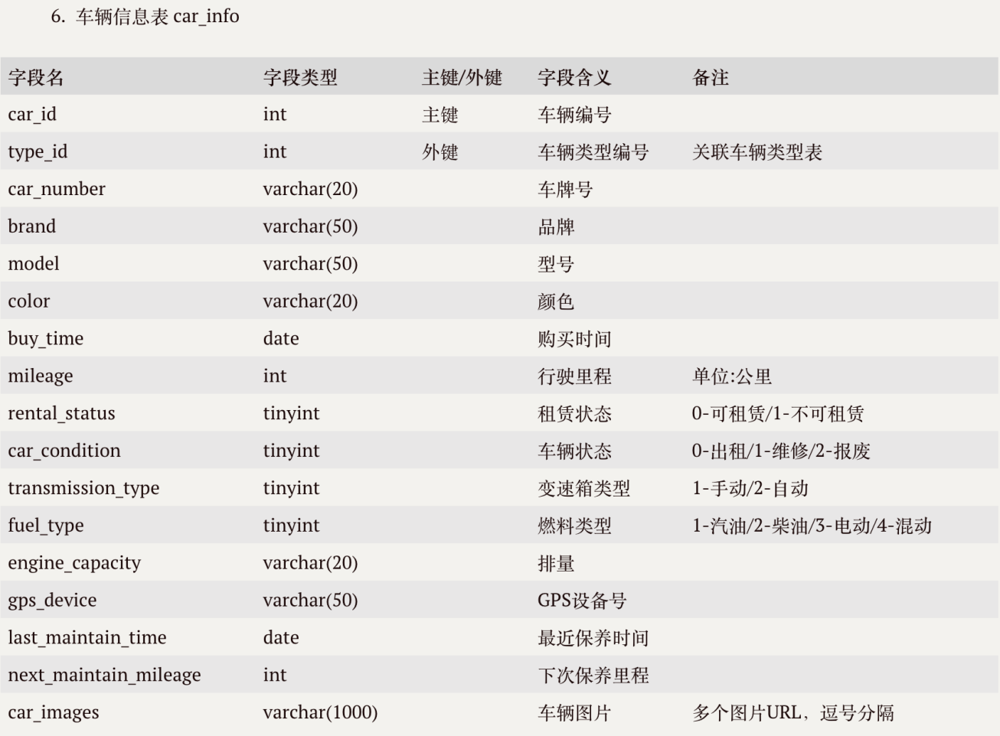 6. 车辆信息表 car_info
字段名 字段类型 主键/外键 字段含义 备注
car_id int 主键 车辆编号
type_id int 外键 车辆类型编号 关联车辆类型表
car_number varchar(20) 车牌号
brand varchar(50) 品牌
model varchar(50) 型号
color varchar(20) 颜色
buy_time date 购买时间
mileage int 行驶里程 单位:公里
rental_status tinyint 租赁状态 0-可租赁/1-不可租赁
car_condition tinyint 车辆状态 0-出租/1-维修/2-报废
transmission_type tinyint 变速箱类型 1-手动/2-自动
fuel_type tinyint 燃料类型 1-汽油/2-柴油/3-电动/4-混动
engine_capacity varchar(20) 排量
gps_device varchar(50) GPS设备号
last_maintain_time date 最近保养时间
next_maintain_mileage int 下次保养里程
car_images varchar(1000) 车辆图片 多个图片URL，逗号分隔